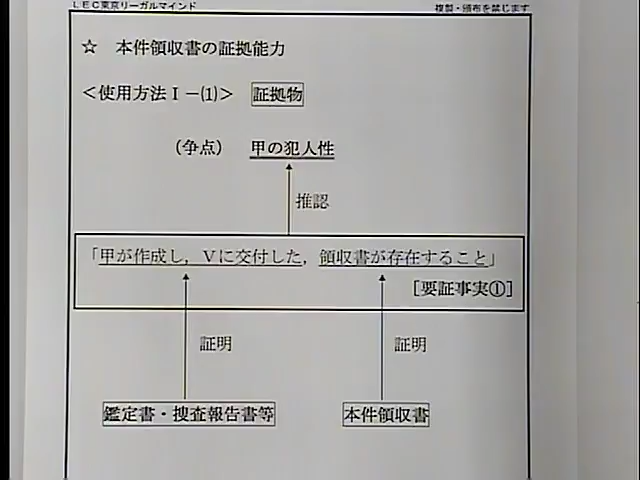 LEC東京リーガルマインド 複製・頒布を禁じます
☆ 本件領収書の証拠能力
＜使用方法Ⅰ－⑴＞ 証拠物
（争点） 甲の犯人性
推認
「甲が作成し，Ｖに交付した，領収書が存在すること」
［要証事実①］
証明 証明
鑑定書・捜査報告書等 本件領収書